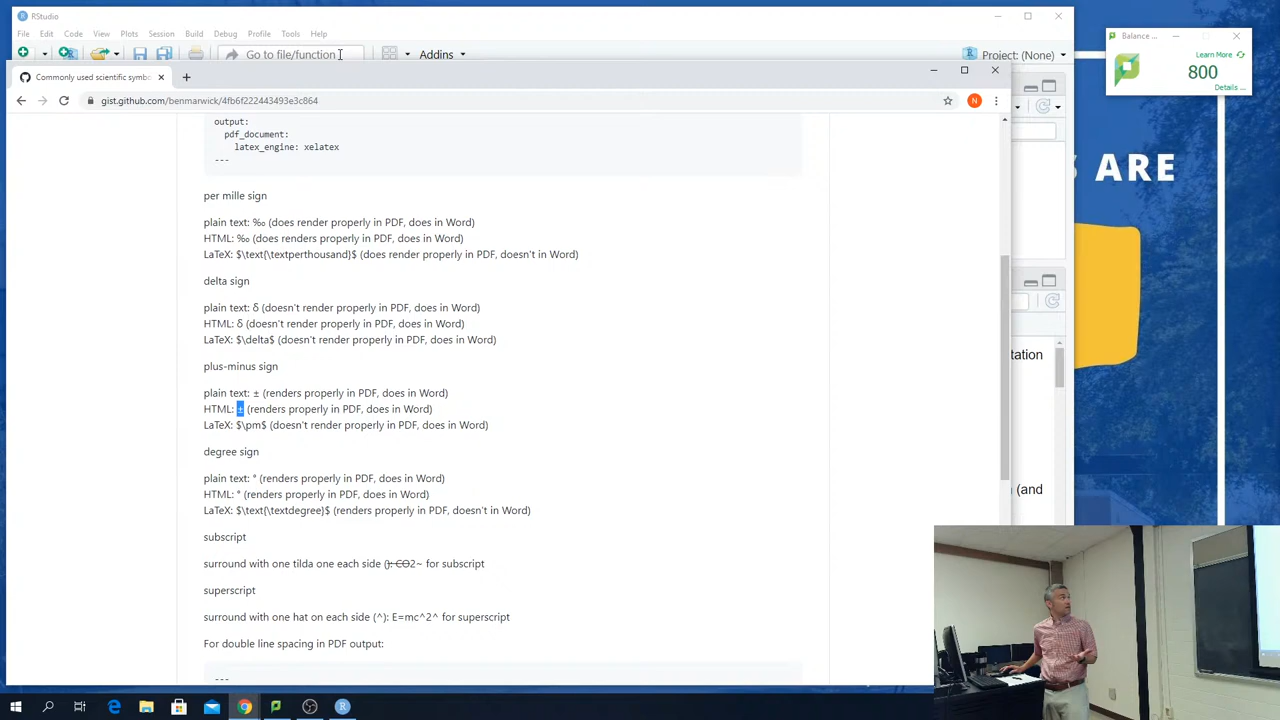 RStudio
File Edit Code View Plots Session Build Debug Profile Tools Help
Go to file/function
Addins
Project: (None)
Balance ...
Learn More
800
Details ...
Commonly used scientific symbo
gist.github.com/benmarwick/4fb6f222443493e3c864
N
output:
pdf_document:
latex_engine: xelatex
---
ARE
per mille sign
plain text: ‰ (does render properly in PDF, does in Word)
HTML: ‰ (does renders properly in PDF, does in Word)
LaTeX: $\text{\textperthousand}$ (does render properly in PDF, doesn't in Word)
delta sign
plain text: δ (doesn't render properly in PDF, does in Word)
HTML: δ (doesn't render properly in PDF, does in Word)
LaTeX: $\delta$ (doesn't render properly in PDF, does in Word)
tation
plus-minus sign
plain text: ± (renders properly in PDF, does in Word)
HTML: ± (renders properly in PDF, does in Word)
LaTeX: $\pm$ (doesn't render properly in PDF, does in Word)
degree sign
plain text: ° (renders properly in PDF, does in Word)
HTML: ° (renders properly in PDF, does in Word)
(and
LaTeX: $\text{\textdegree}$ (renders properly in PDF, doesn't in Word)
subscript
surround with one tilda one each side (): CO2~ for subscript
superscript
surround with one hat on each side (^): E=mc^2^ for superscript
For double line spacing in PDF output:
---